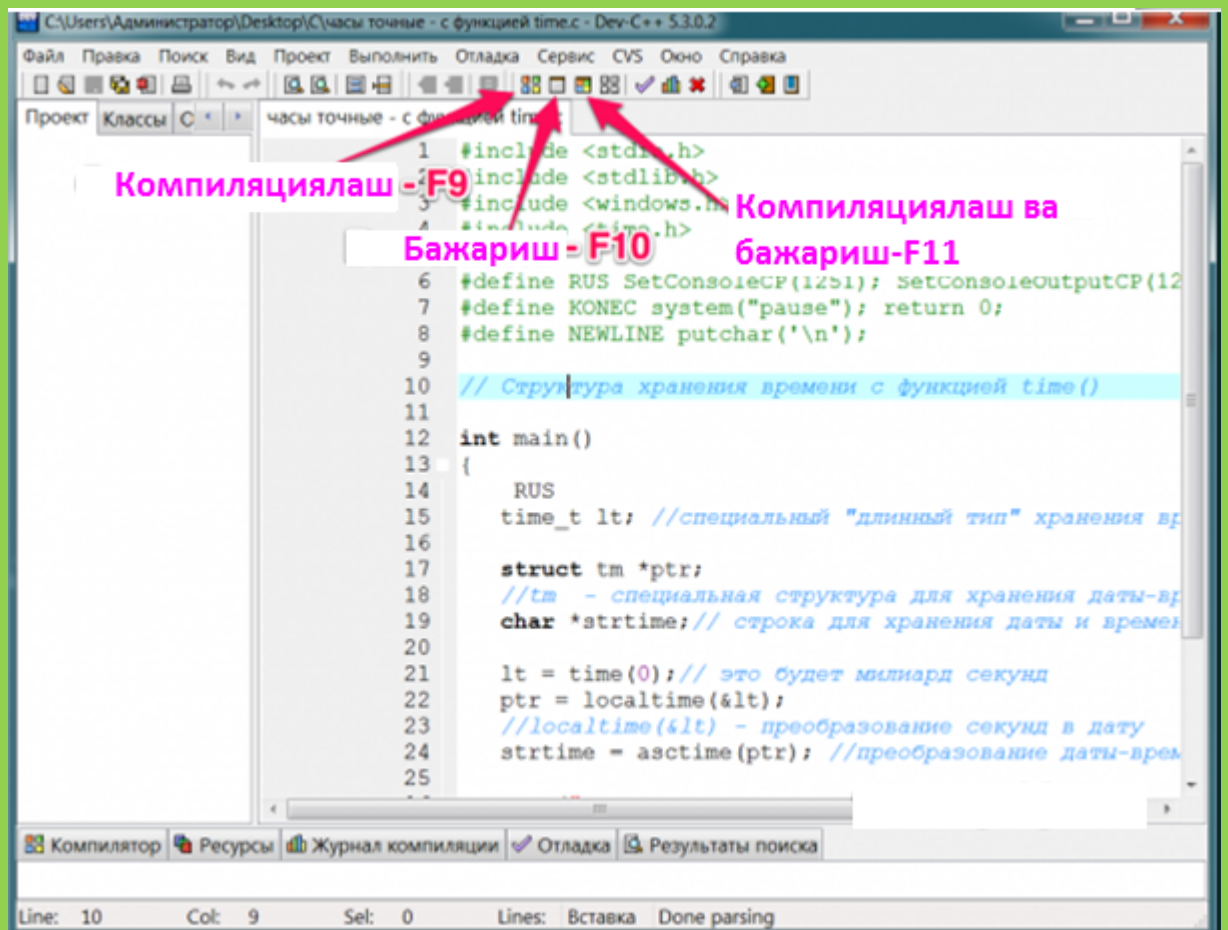 C:\Users\Администратор\Desktop\C\часы точные - с функцией time.c - Dev-C++ 5.3.0.2
Файл Правка Поиск Вид Проект Выполнить Отладка Сервис CVS Окно Справка
Проект Классы С
часы точные - с функцией
Компиляциялаш - F9
Бажариш - F10
Компиляциялаш ва
бажариш-F11
1 #include <stdio.h>
2 #include <stdlib.h>
3 #include <windows.h>
4 #include <time.h>
6 #define RUS SetConsoleCP(1251); SetConsoleOutputCP(12
7 #define KONEC system("pause"); return 0;
8 #define NEWLINE putchar('\n');
9
10 // Структура хранения времени с функцией time()
11
12 int main()
13 {
14 RUS
15 time_t lt; //специальный "длинный тип" хранения вр
16
17 struct tm *ptr;
18 //tm - специальная структура для хранения даты-вр
19 char *strtime;// строка для хранения даты и времен
20
21 lt = time(0);// это будет милиард секунд
22 ptr = localtime(&lt);
23 //localtime(&lt) - преобразование секунд в дату
24 strtime = asctime(ptr); //преобразование даты-врем
25
Компилятор Ресурсы Журнал компиляции Отладка Результаты поиска
Line: 10 Col: 9 Sel: 0 Lines: Вставка Done parsing